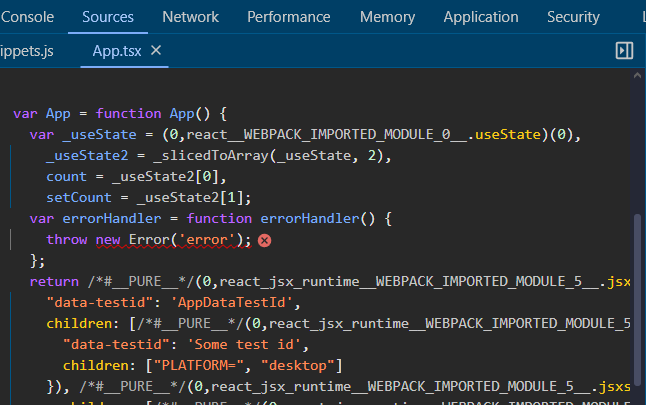 Console Sources Network Performance Memory Application Security
ippets.js App.tsx
var App = function App() {
var _useState = (0,react__WEBPACK_IMPORTED_MODULE_0__.useState)(0),
_useState2 = _slicedToArray(_useState, 2),
count = _useState2[0],
setCount = _useState2[1];
var errorHandler = function errorHandler() {
throw new Error('error');
};
return /*#__PURE__*/(0,react_jsx_runtime__WEBPACK_IMPORTED_MODULE_5__.jsx
"data-testid": 'AppDataTestId',
children: [/*#__PURE__*/(0,react_jsx_runtime__WEBPACK_IMPORTED_MODULE_5
"data-testid": 'Some test id',
children: ["PLATFORM=", "desktop"]
}), /*#__PURE__*/(0,react_jsx_runtime__WEBPACK_IMPORTED_MODULE_5__.jsxs